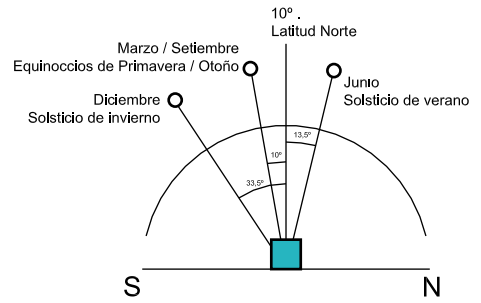 10º .
Latitud Norte
Marzo / Setiembre
Equinoccios de Primavera / Otoño
Junio
Solsticio de verano
Diciembre
Solsticio de invierno
13,5º
10º
33,5º
S
N